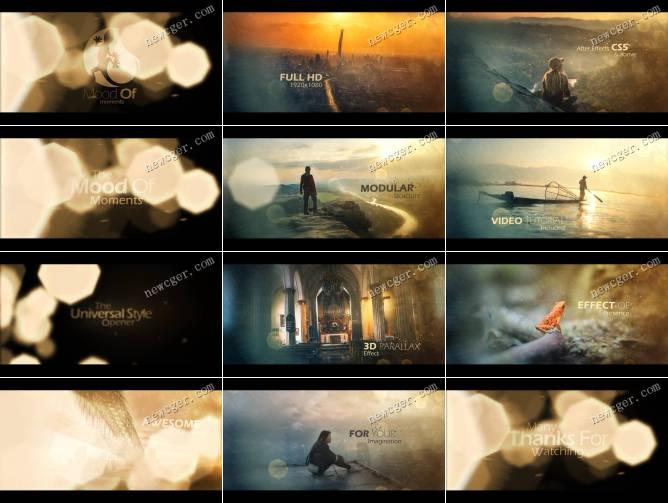 Mood Of
moments
newcger.com
FULL HD
1920x1080
newcger.com
After Effects CS5
& above
newcger.com
The
Mood Of
Moments
newcger.com
MODULAR
Structure
newcger.com
VIDEO TUTORIAL
Included
newcger.com
The
Universal Style
Opener
newcger.com
3D PARALLAX
Effect
newcger.com
EFFECT OF
Presence
newcger.com
AWESOME
newcger.com
FOR YOUR
Imagination
newcger.com
Many
Thanks For
Watching
newcger.com